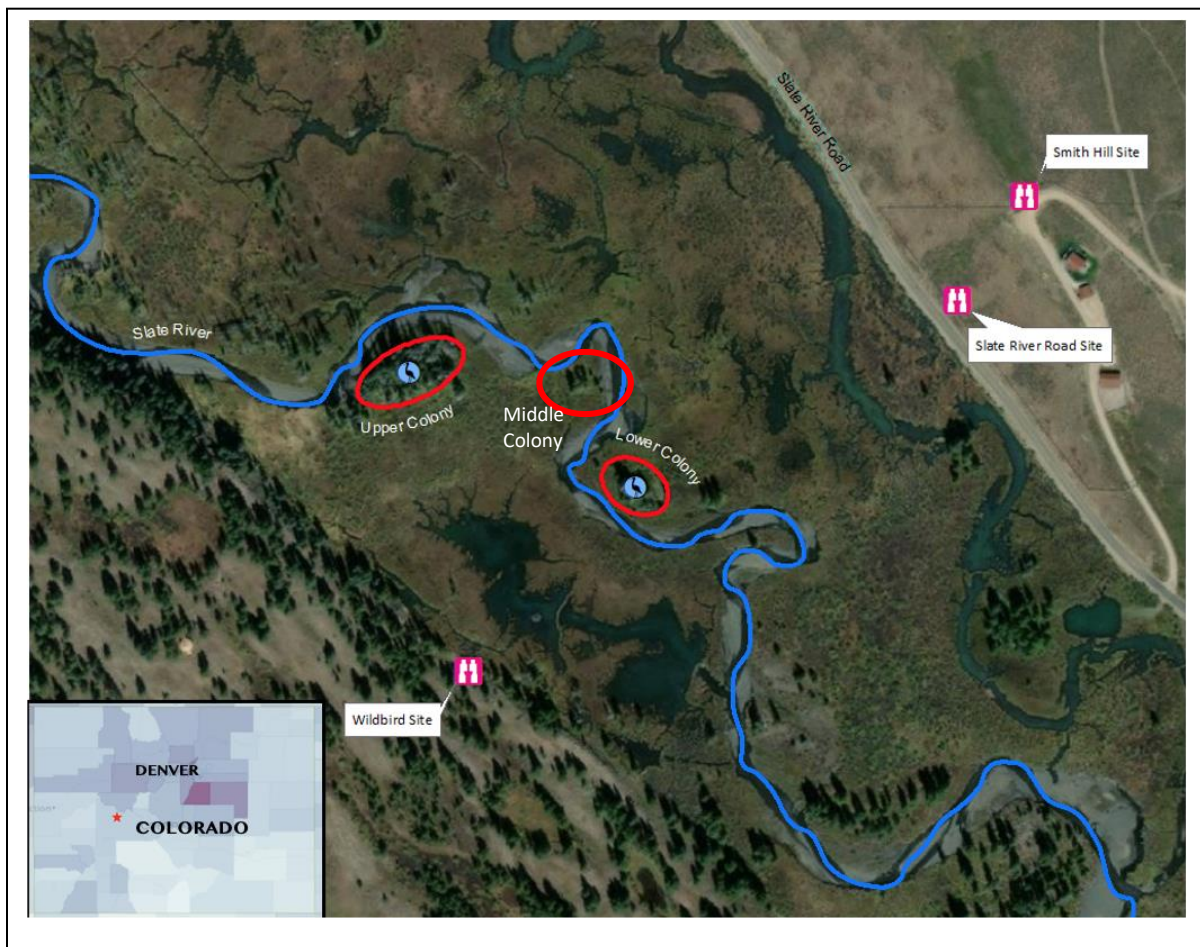 Slate River Road
Smith Hill Site
Slate River Road Site
Slate River
Upper Colony
Middle
Colony
Lower Colony
Wildbird Site
DENVER
COLORADO